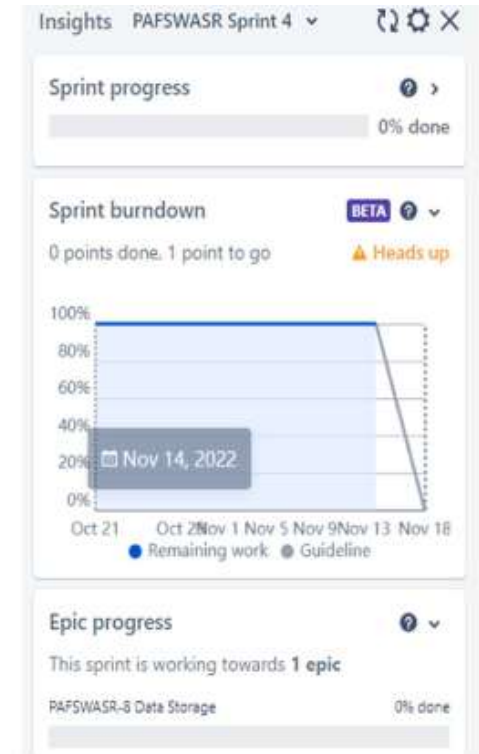 Insights PAFSWASR Sprint 4
Sprint progress
0% done
Sprint burndown BETA
0 points done. 1 point to go Heads up
100%
80%
60%
40%
20% Nov 14, 2022
0%
Oct 21 Nov 1 Nov 5 Nov 9 Nov 13 Nov 18
Remaining work Guideline
Epic progress
This sprint is working towards 1 epic
PAFSWASR-8 Data Storage 0% done